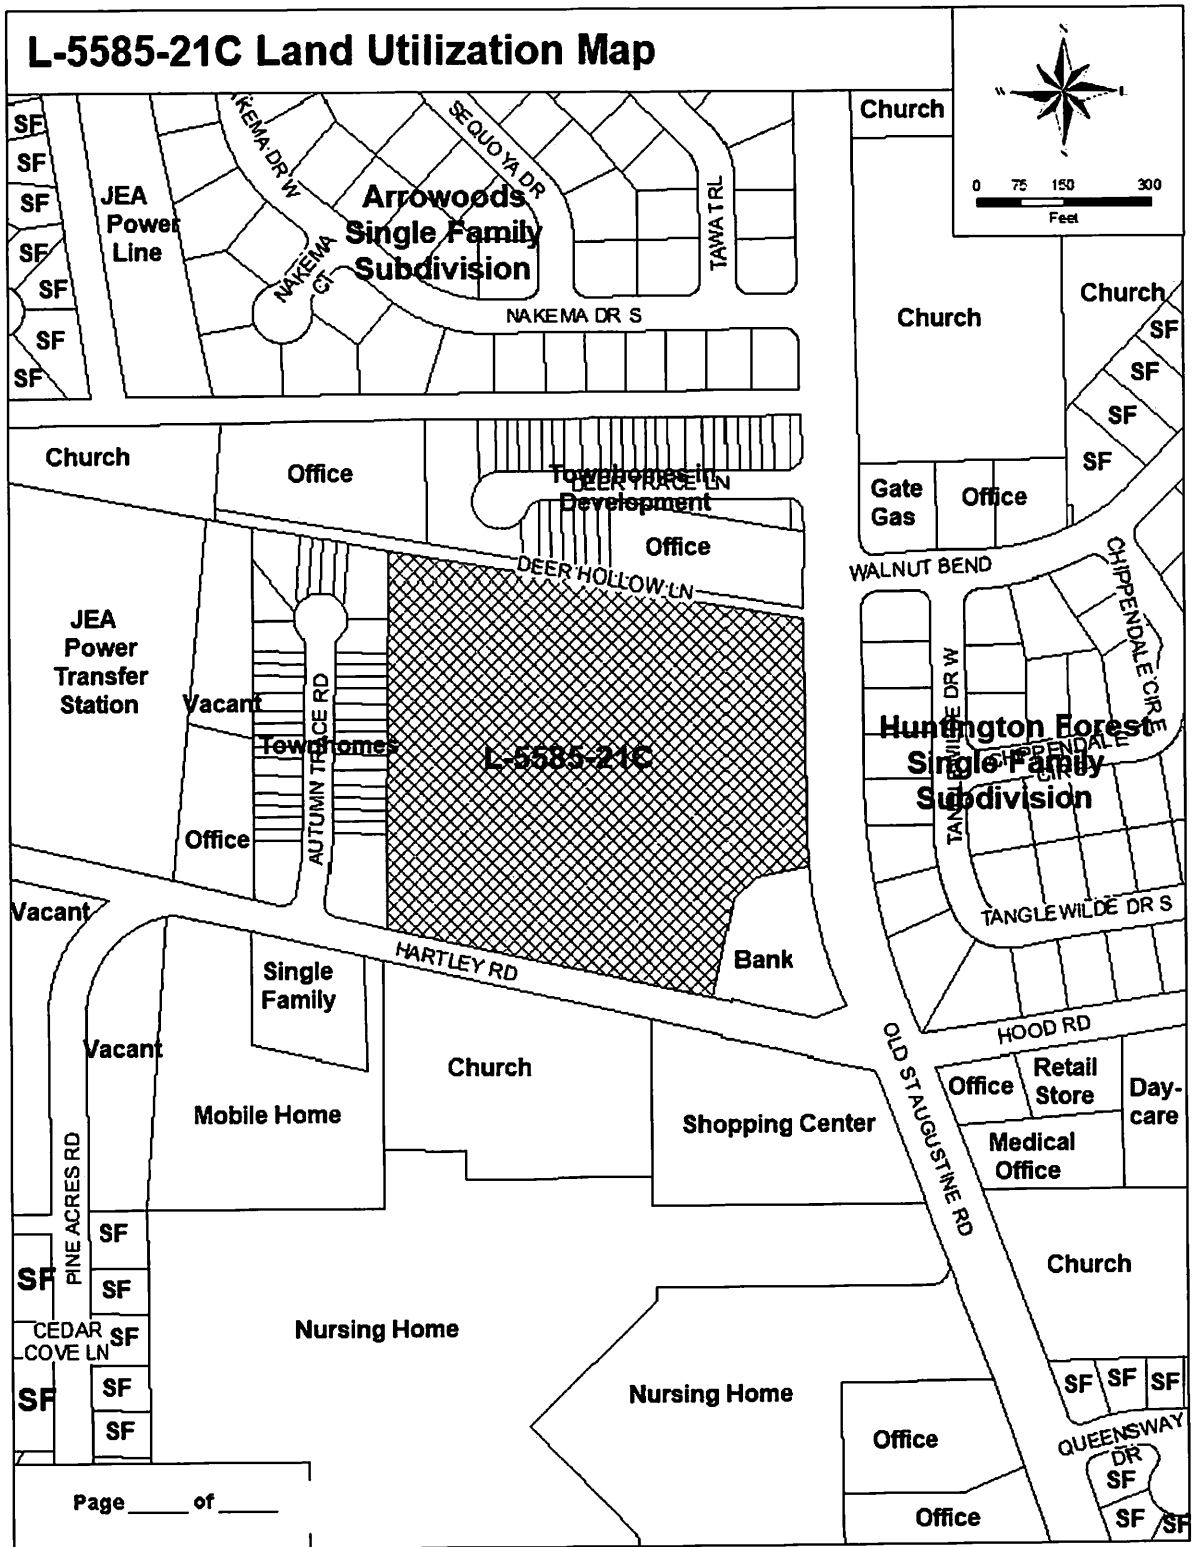 L-5585-21C Land Utilization Map
N
W
S
0 75 150 300
Feet
SF
SF
SF
SF
SF
SF
SF
JEA
Power
Line
NAKEMA CT
SEQUOYA DR
TAWA TRL
Arrowoods
Single Family
Subdivision
NAKEMA DR S
Church
Church
Church
SF
SF
SF
SF
Church
Office
Townhomes in
DEER TRACE LN
Development
Office
DEER HOLLOW LN
Gate
Gas
Office
WALNUT BEND
CHIPPENDALE CIR E
JEA
Power
Transfer
Station
Vacant
Townhomes
AUTUMN TRACE RD
Office
L-5585-21C
TANGLEWILDE DR W
Huntington Forest
Single Family
Subdivision
CHIPPENDALE
TANGLEWILDE DR S
Vacant
HARTLEY RD
Bank
Single
Family
HOOD RD
OLD ST AUGUSTINE RD
Vacant
Mobile Home
Church
Shopping Center
Office
Retail
Store
Day-
care
Medical
Office
PINE ACRES RD
SF
SF
SF
CEDAR
COVE LN
SF
SF
SF
SF
Nursing Home
Nursing Home
Church
SF
SF
SF
QUEENSWAY
DR
Office
Office
SF
SF
SF
Page _____ of _____